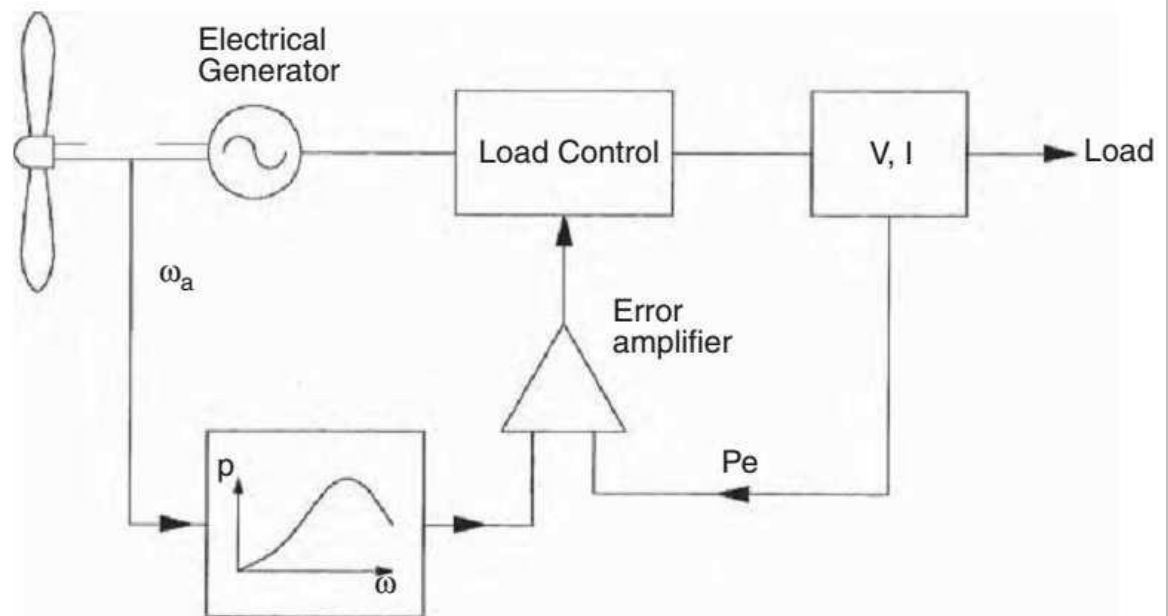 Electrical
Generator
Load Control
V, I
Load
ωa
Error
amplifier
p
ω
Pe